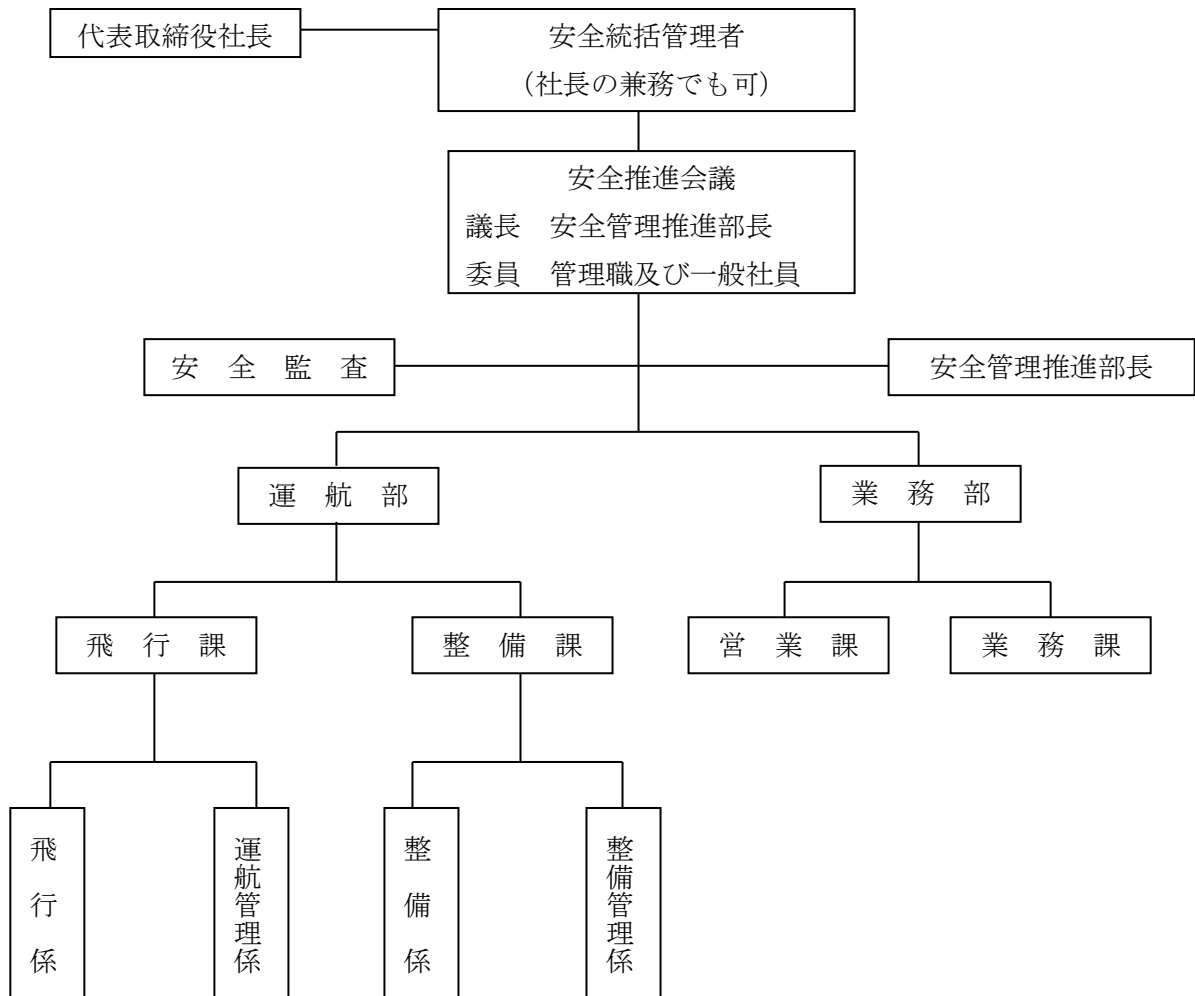 代表取締役社長
安全統括管理者
（社長の兼務でも可）
安全推進会議
議長　安全管理推進部長
委員　管理職及び一般社員
安　全　監　査
安全管理推進部長
運　航　部
業　務　部
飛　行　課
整　備　課
営　業　課
業　務　課
飛　行　係
運航管理係
整　備　係
整備管理係